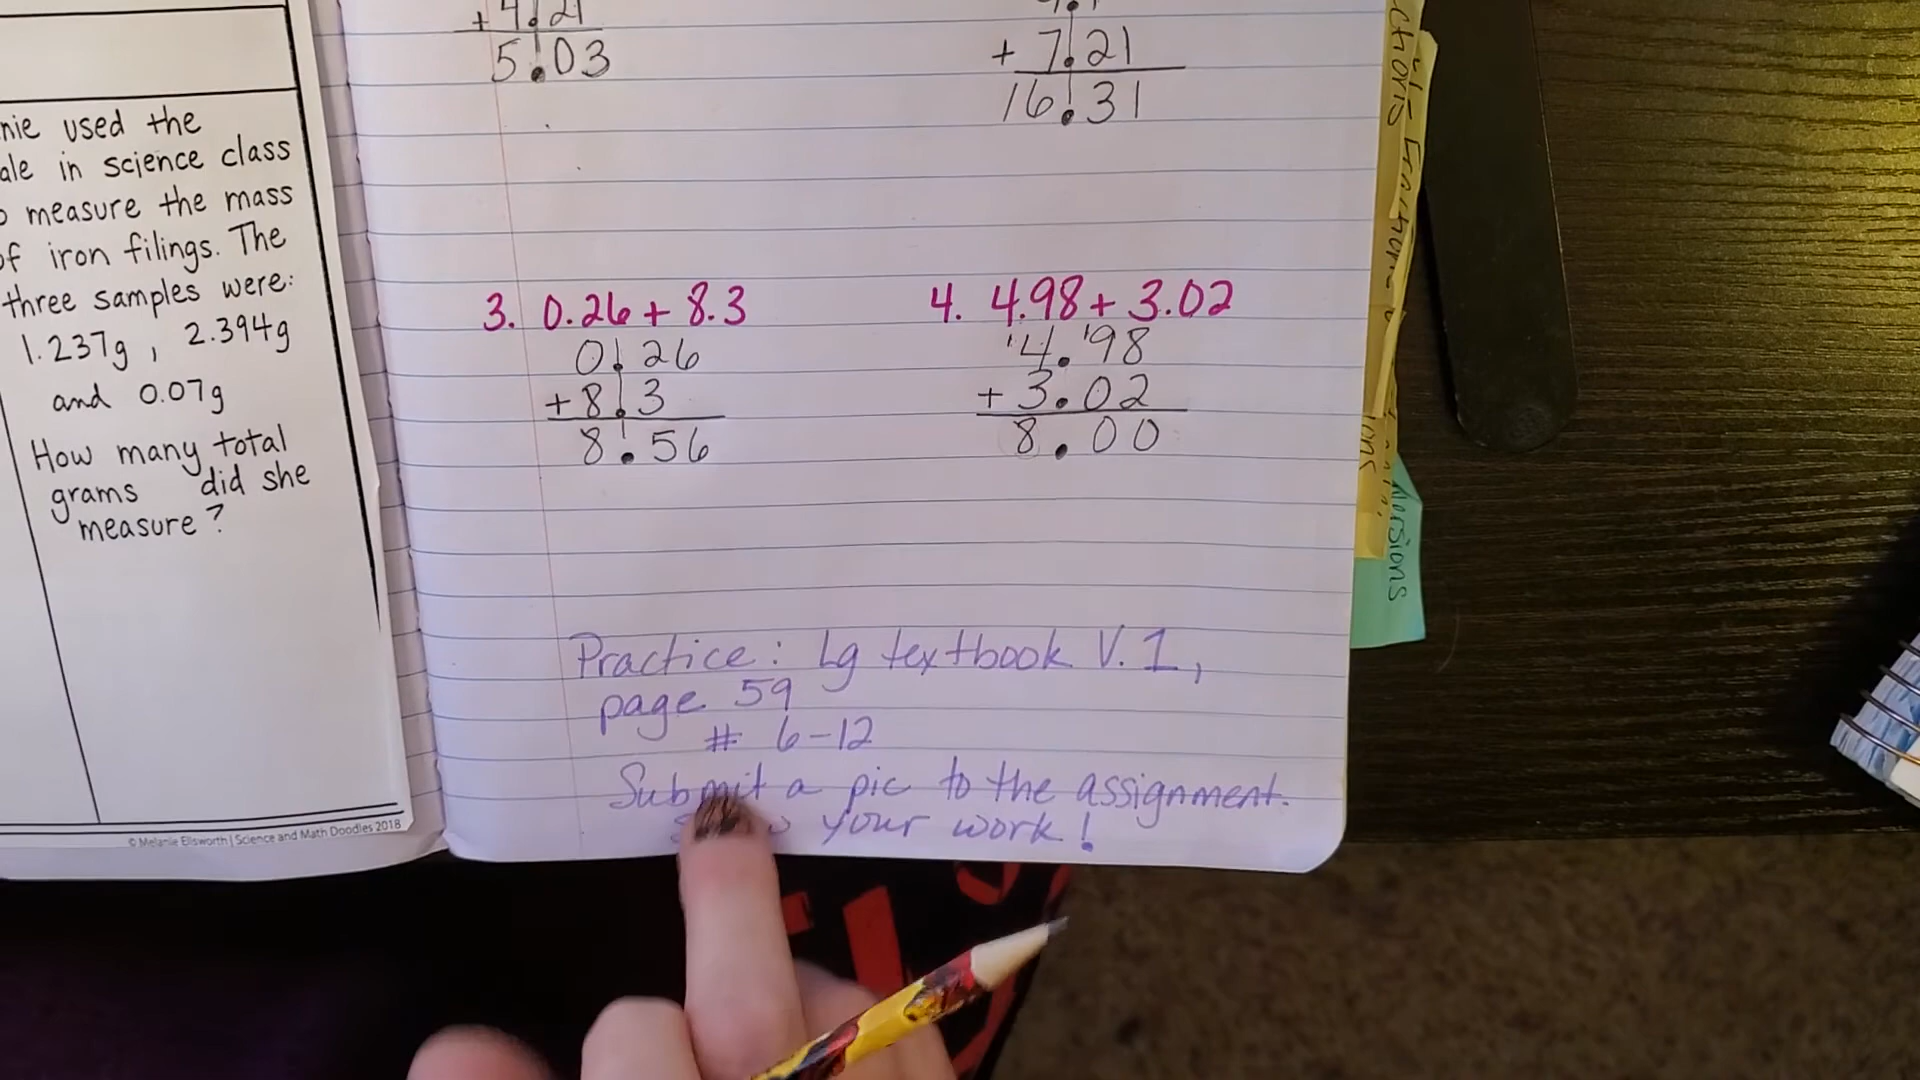 nie used the
ale in science class
o measure the mass
of iron filings. The
three samples were:
1.237g, 2.394g
and 0.07g
How many total
grams did she
measure?
© Melanie Ellsworth | Science and Math Doodles 2018
+ 4.21
5.03
+ 7.21
16.31
3. 0.26 + 8.3
0.26
+ 8.3
8.56
4. 4.98 + 3.02
14.198
+ 3.02
8.00
Practice: Lg textbook V. 1,
page 59
# 6-12
Submit a pic to the assignment.
your work!